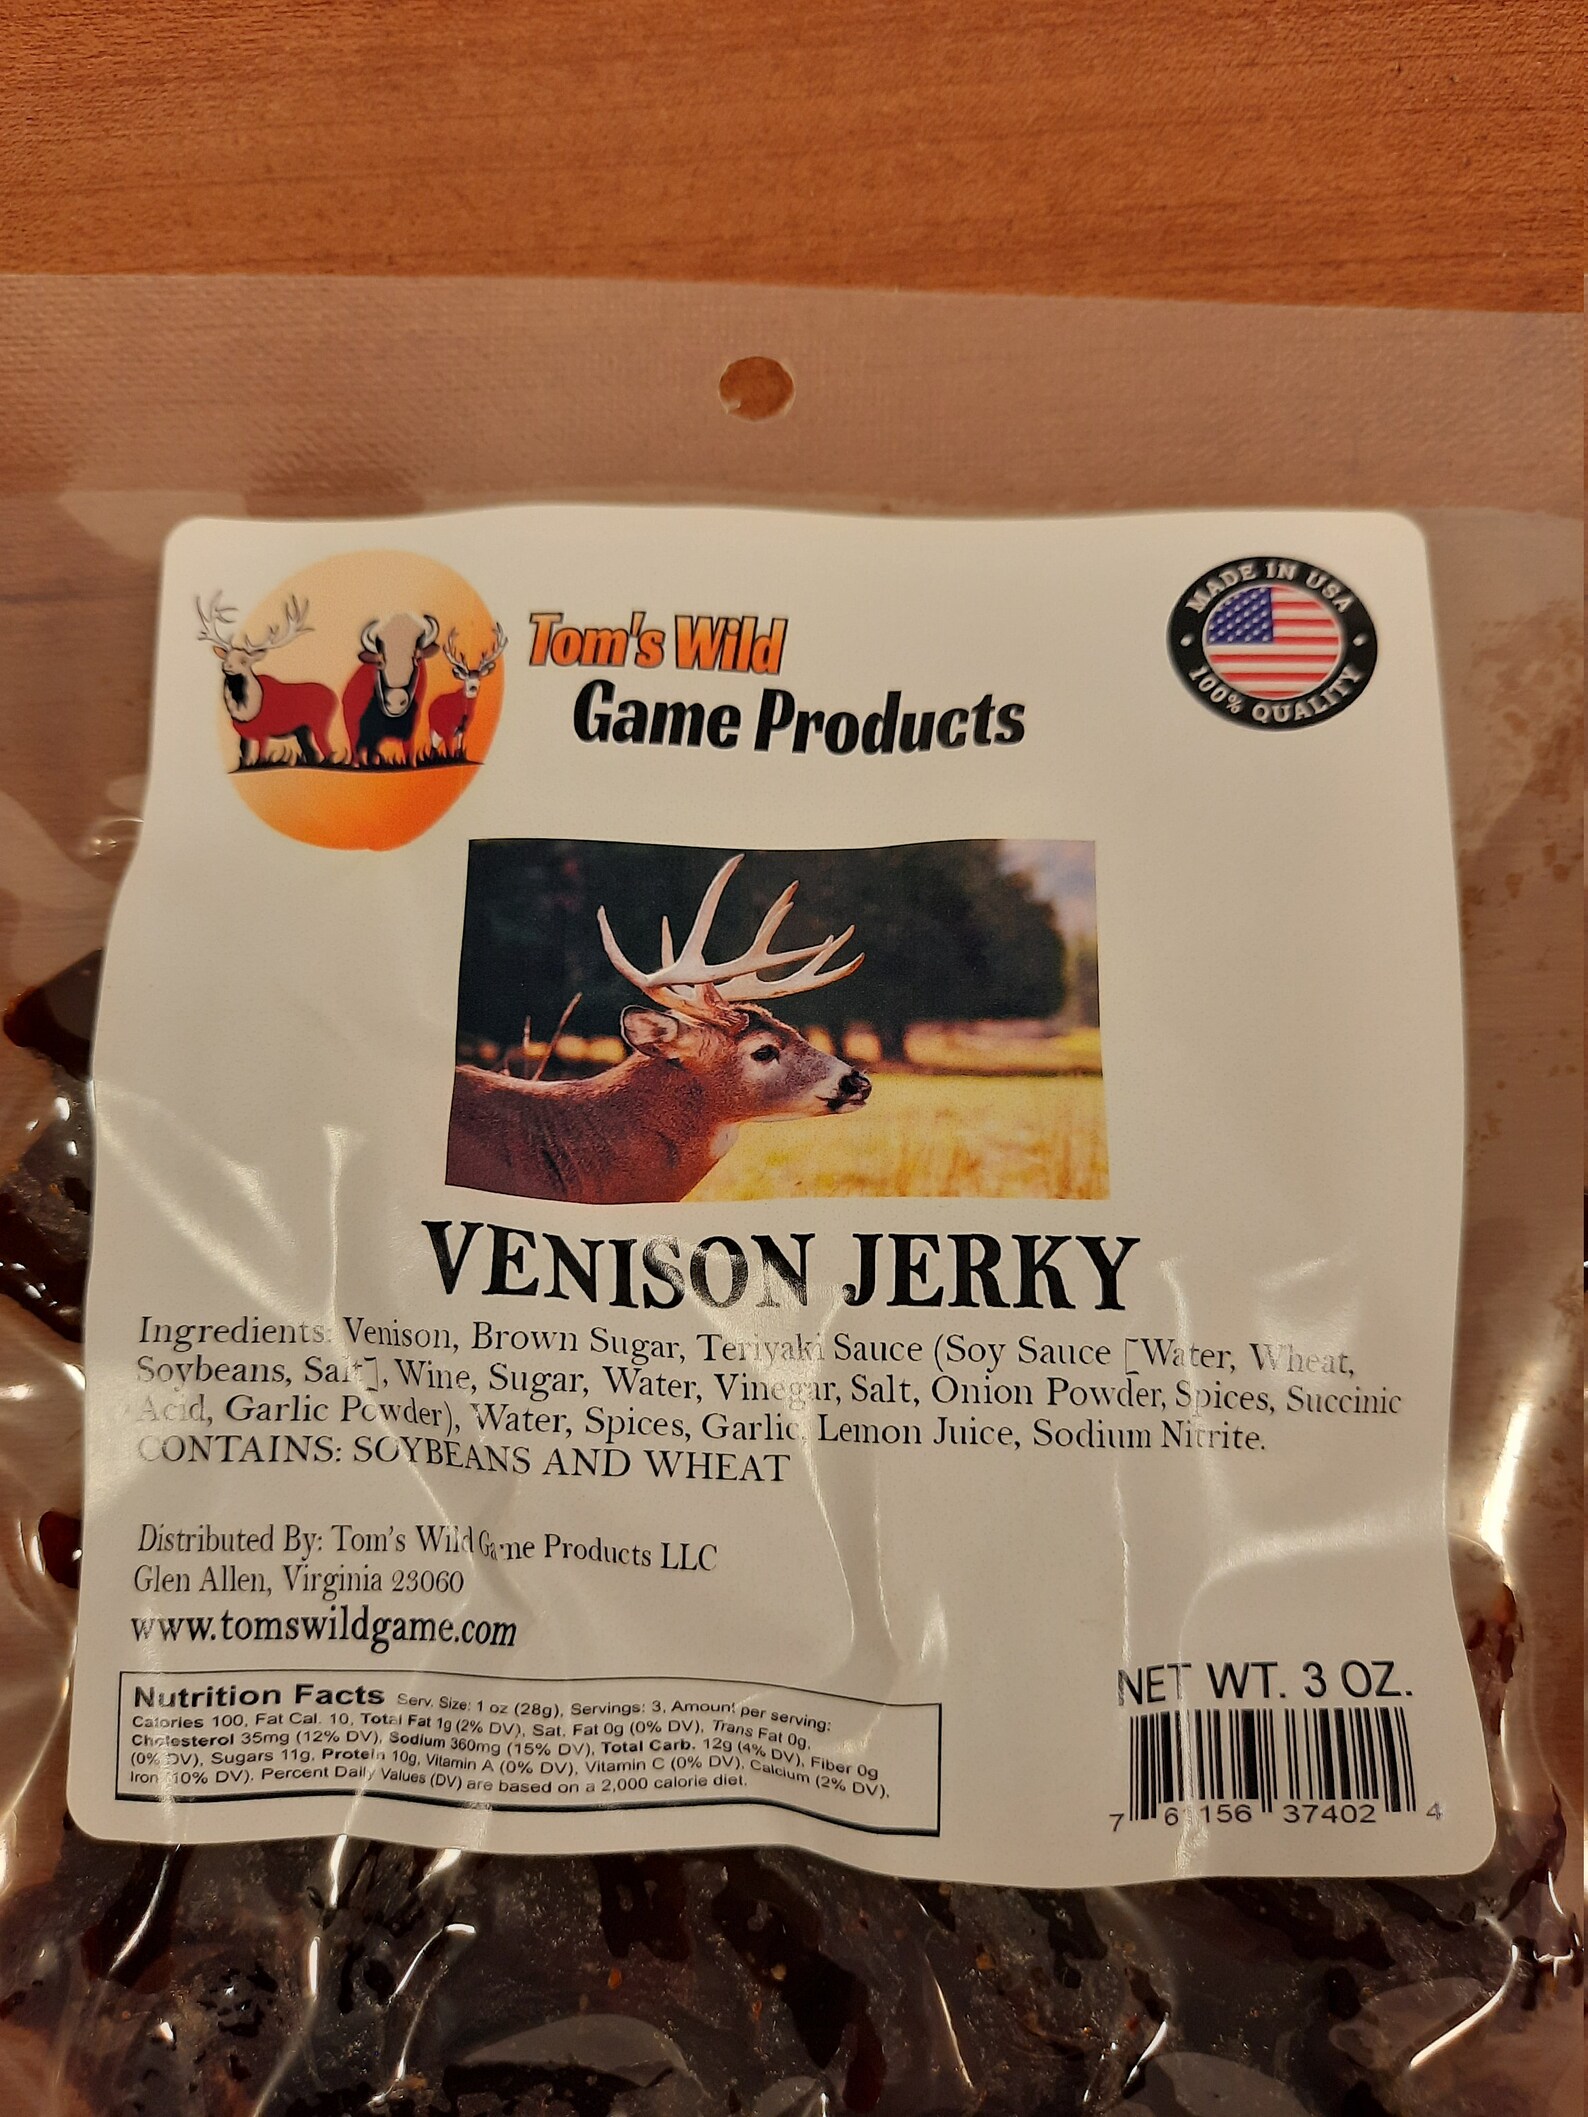 Tom's Wild
Game Products
MADE IN USA
100% QUALITY
VENISON JERKY
Ingredients: Venison, Brown Sugar, Teriyaki Sauce (Soy Sauce [Water, Wheat,
Soybeans, Salt], Wine, Sugar, Water, Vinegar, Salt, Onion Powder, Spices, Succinic
Acid, Garlic Powder), Water, Spices, Garlic, Lemon Juice, Sodium Nitrite.
CONTAINS: SOYBEANS AND WHEAT
Distributed By: Tom's Wild Game Products LLC
Glen Allen, Virginia 23060
www.tomswildgame.com
Nutrition Facts Serv. Size: 1 oz (28g), Servings: 3, Amount per serving:
Calories 100, Fat Cal. 10, Total Fat 1g (2% DV), Sat. Fat 0g (0% DV), Trans Fat 0g,
Cholesterol 35mg (12% DV), Sodium 360mg (15% DV), Total Carb. 12g (4% DV), Fiber 0g
(0% DV), Sugars 11g, Protein 10g, Vitamin A (0% DV), Vitamin C (0% DV), Calcium (2% DV),
Iron (10% DV). Percent Daily Values (DV) are based on a 2,000 calorie diet.
NET WT. 3 OZ.
7 61156 37402 4